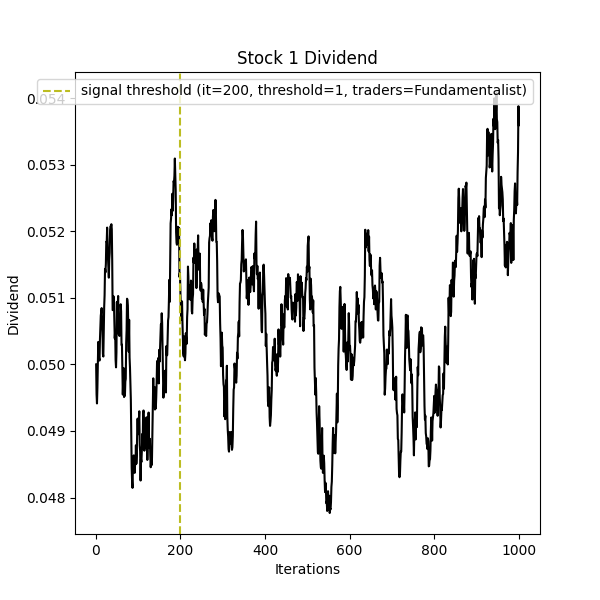 Stock 1 Dividend
signal threshold (it=200, threshold=1, traders=Fundamentalist)
0.054
0.053
0.052
0.051
0.050
0.049
0.048
Dividend
0 200 400 600 800 1000
Iterations